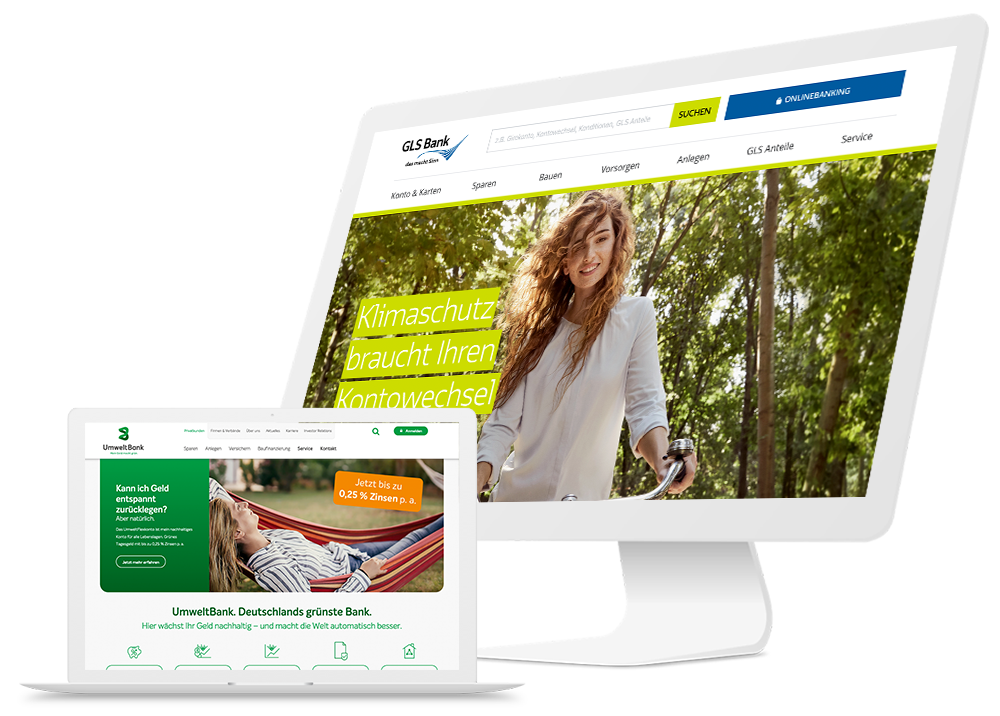 GLS Bank
das macht Sinn
z.B. Girokonto, Kontowechsel, Konditionen, GLS Anteile
SUCHEN
ONLINEBANKING
Konto & Karten
Sparen
Bauen
Vorsorgen
Anlegen
GLS Anteile
Service
Klimaschutz
braucht Ihren
Kontowechsel
UmweltBank
Privatkunden
Firmen & Verbände
Über uns
Aktuelles
Karriere
Investor Relations
Anmelden
Sparen
Anlegen
Versichern
Baufinanzierung
Service
Kontakt
Kann ich Geld
entspannt
zurücklegen?
Aber natürlich.
Das UmweltFlexkonto ist mein nachhaltiges
Konto für alle Lebenslagen: Grünes
Tagesgeld mit bis zu 0,25 % Zinsen p. a.
Jetzt mehr erfahren
Jetzt bis zu
0,25 % Zinsen p. a.
UmweltBank. Deutschlands grünste Bank.
Hier wächst Ihr Geld nachhaltig – und macht die Welt automatisch besser.